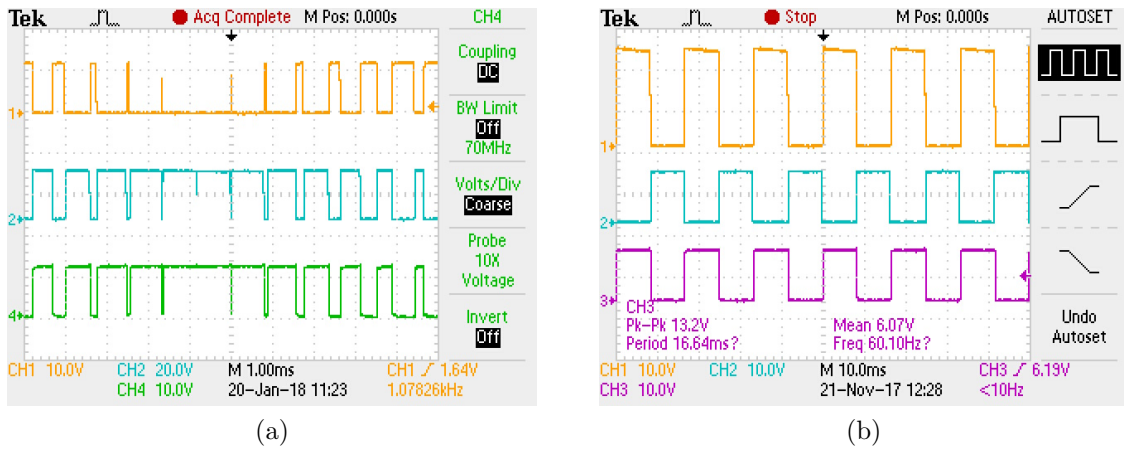 Tek Acq Complete M Pos: 0.000s CH4
Coupling
DC
BW Limit
Off
70MHz
Volts/Div
Coarse
Probe
10X
Voltage
Invert
Off
1
2
4
CH1 10.0V CH2 20.0V M 1.00ms CH1 1.64V
CH4 10.0V 20-Jan-18 11:23 1.07826kHz
(a)
Tek Stop M Pos: 0.000s AUTOSET
1
2
3
CH3
Pk-Pk 13.2V Mean 6.07V
Period 16.64ms? Freq 60.10Hz?
Undo
Autoset
CH1 10.0V CH2 10.0V M 10.0ms CH3 6.19V
CH3 10.0V 21-Nov-17 12:28 <10Hz
(b)